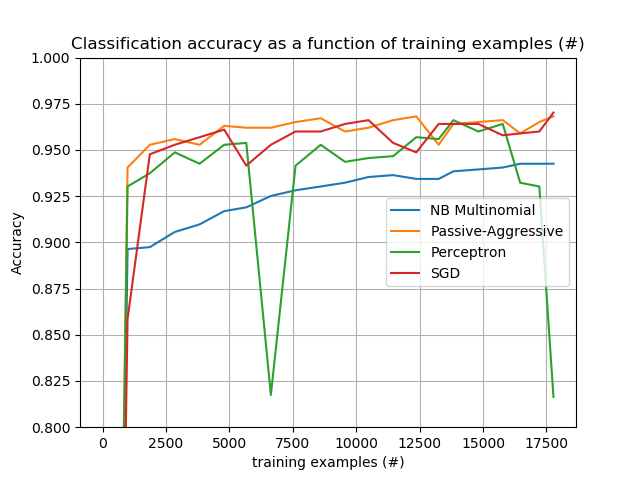 Classification accuracy as a function of training examples (#)
1.000
0.975
0.950
0.925
0.900
0.875
0.850
0.825
0.800
Accuracy
NB Multinomial
Passive-Aggressive
Perceptron
SGD
0 2500 5000 7500 10000 12500 15000 17500
training examples (#)